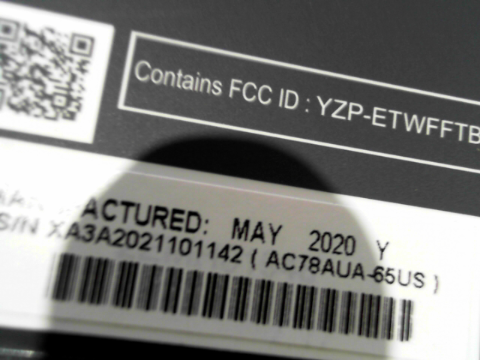 Contains FCC ID : YZP-ETWFFTB
ACTURED: MAY 2020 Y
S/N XA3A2021101142 ( AC78AUA-65US )